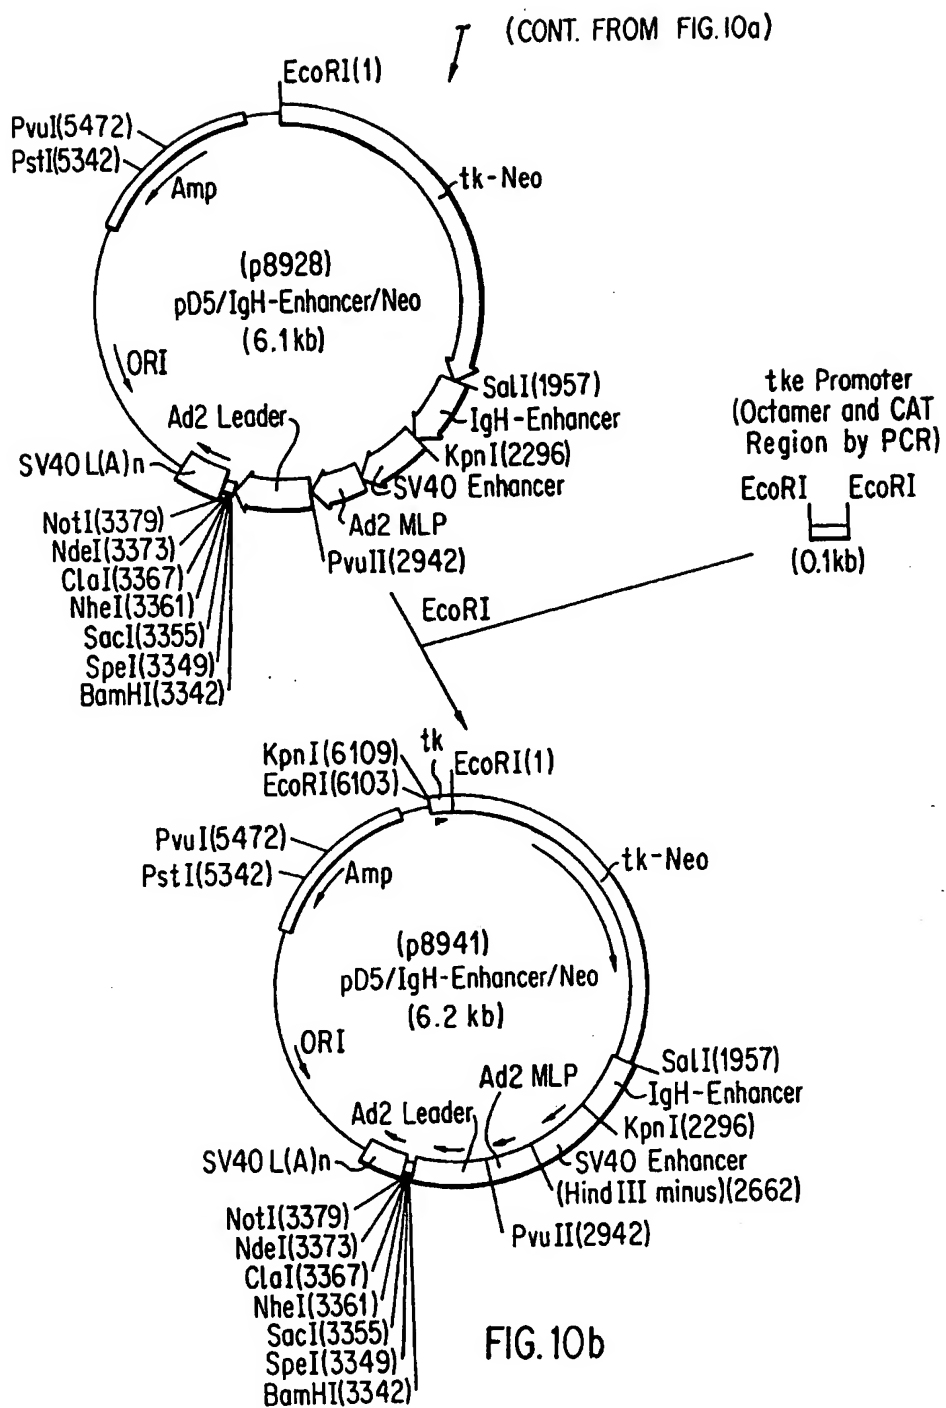 (CONT. FROM FIG. 10a)
EcoRI(1)
PvuI(5472)
PstI(5342)
Amp
tk-Neo
(p8928)
pD5/IgH-Enhancer/Neo
(6.1kb)
ORI
SalI(1957)
IgH-Enhancer
KpnI(2296)
SV40 Enhancer
Ad2 MLP
PvuII(2942)
Ad2 Leader
SV40 L(A)n
NotI(3379)
NdeI(3373)
ClaI(3367)
NheI(3361)
SacI(3355)
SpeI(3349)
BamHI(3342)
tke Promoter
(Octamer and CAT
Region by PCR)
EcoRI EcoRI
(0.1kb)
EcoRI
KpnI(6109)
EcoRI(6103)
tk
EcoRI(1)
PvuI(5472)
PstI(5342)
Amp
tk-Neo
(p8941)
pD5/IgH-Enhancer/Neo
(6.2 kb)
ORI
SalI(1957)
IgH-Enhancer
KpnI(2296)
SV40 Enhancer
(Hind III minus)(2662)
PvuII(2942)
Ad2 MLP
Ad2 Leader
SV40 L(A)n
NotI(3379)
NdeI(3373)
ClaI(3367)
NheI(3361)
SacI(3355)
SpeI(3349)
BamHI(3342)
FIG. 10b